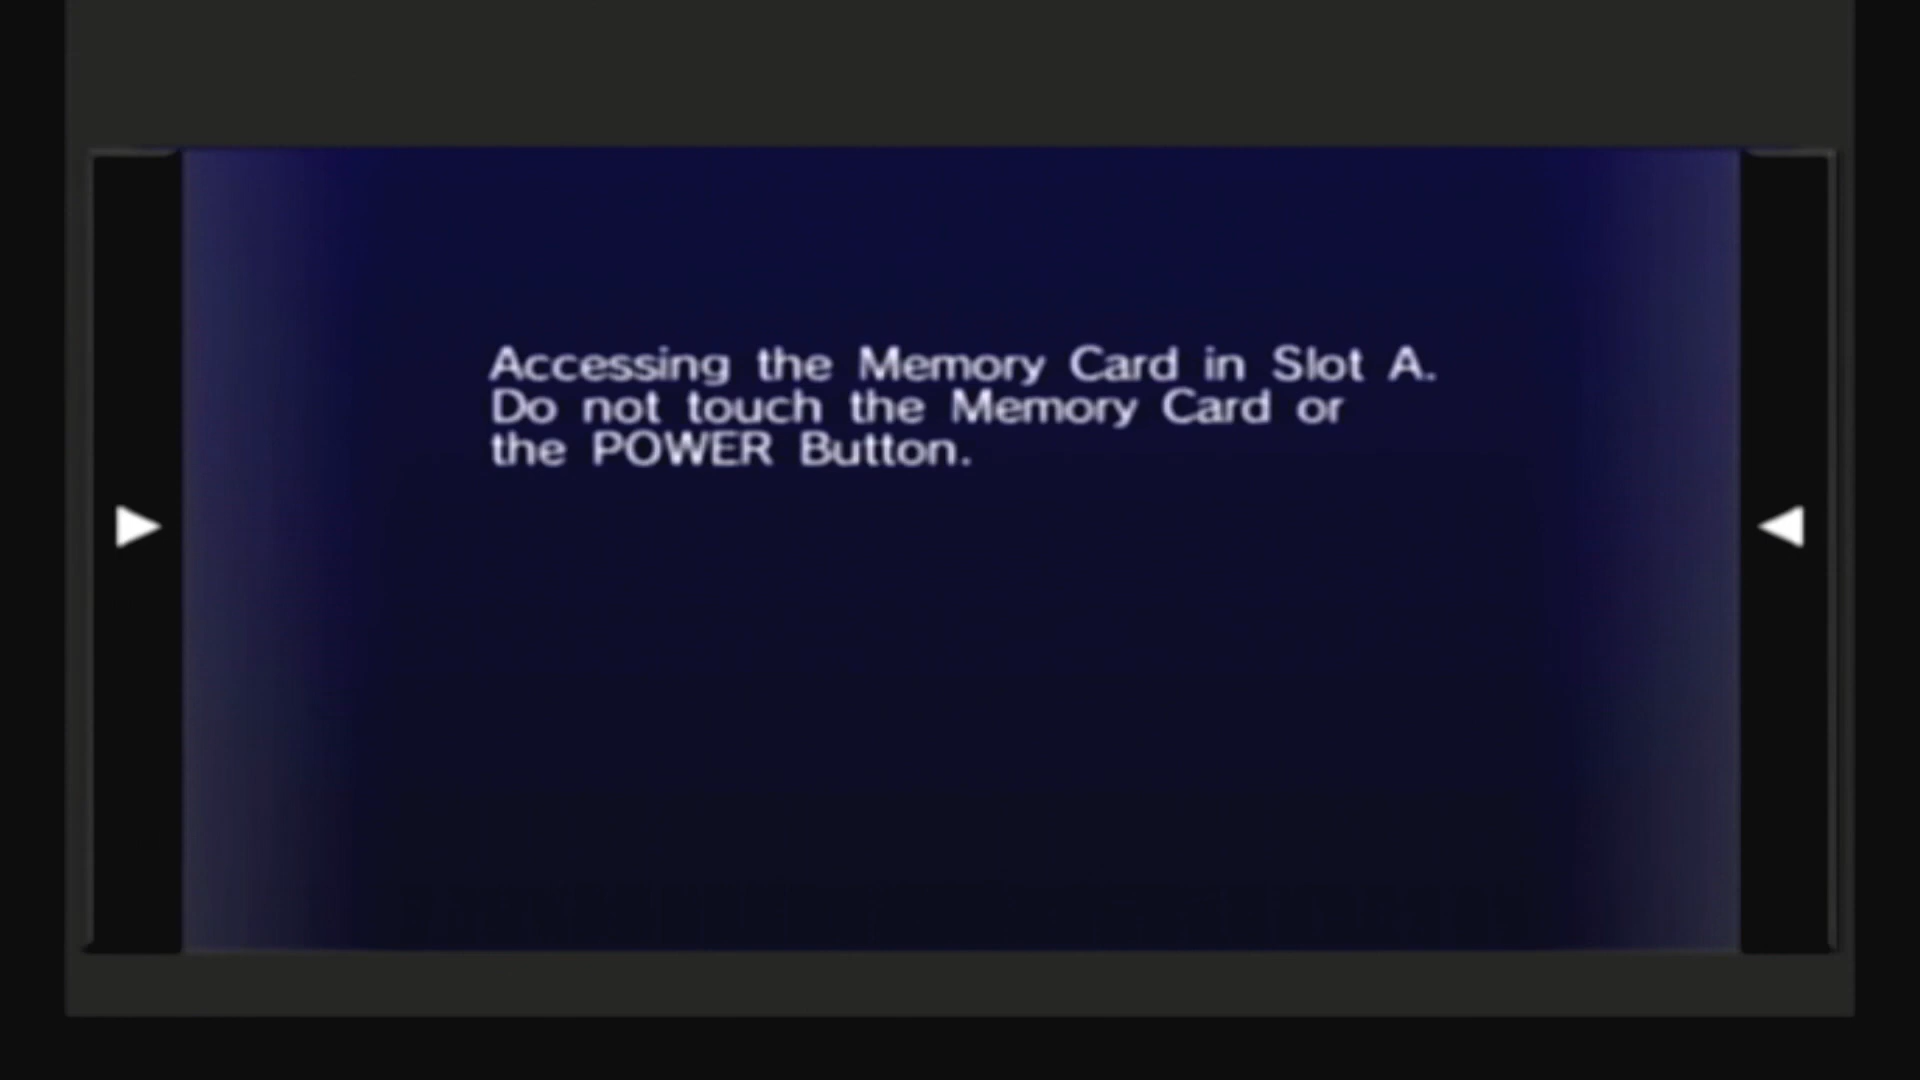 Accessing the Memory Card in Slot A.
Do not touch the Memory Card or
the POWER Button.